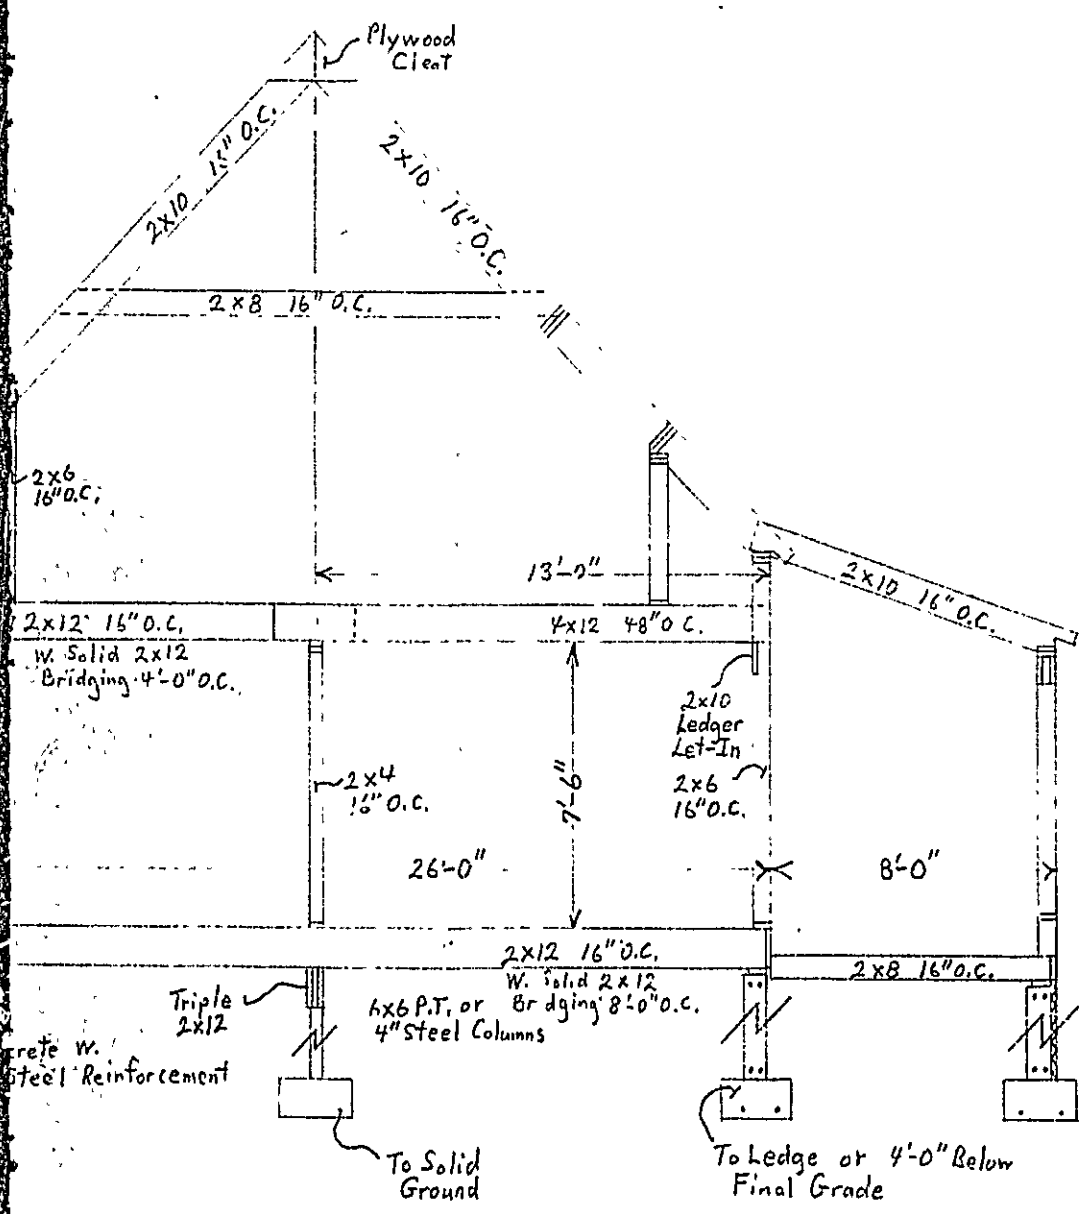 Plywood
Cleat
2x10 16" O.C.
2x10 16" O.C.
2x8 16" O.C.
2x6
16" O.C.
13'-0"
2x10 16" O.C.
2x12 16" O.C.
4x12 48" O C.
W. Solid 2x12
Bridging 4'-0" O.C.
2x10
Ledger
Let-In
2x4
16" O.C.
7'-6"
2x6
16" O.C.
26'-0"
8'-0"
2x12 16" O.C.
W. Solid 2x12
Br dging 8'-0" O.C.
2x8 16" O.C.
Triple
2x12
6x6 P.T. or
4" Steel Columns
crete W.
Steel Reinforcement
To Solid
Ground
To Ledge or 4'-0" Below
Final Grade